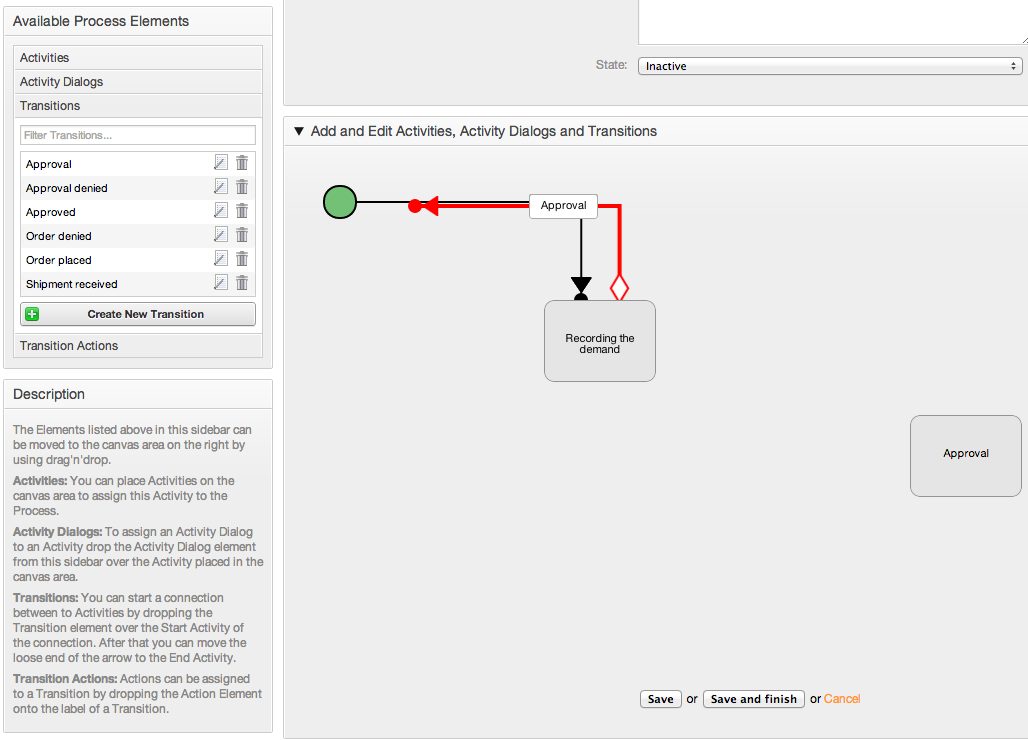 Available Process Elements
Activities
Activity Dialogs
Transitions
Filter Transitions...
Approval
Approval denied
Approved
Order denied
Order placed
Shipment received
Create New Transition
Transition Actions
Description
The Elements listed above in this sidebar can
be moved to the canvas area on the right by
using drag'n'drop.
Activities: You can place Activities on the
canvas area to assign this Activity to the
Process.
Activity Dialogs: To assign an Activity Dialog
to an Activity drop the Activity Dialog element
from this sidebar over the Activity placed in the
canvas area.
Transitions: You can start a connection
between to Activities by dropping the
Transition element over the Start Activity of
the connection. After that you can move the
loose end of the arrow to the End Activity.
Transition Actions: Actions can be assigned
to a Transition by dropping the Action Element
onto the label of a Transition.
State: Inactive
Add and Edit Activities, Activity Dialogs and Transitions
Approval
Recording the
demand
Approval
Save or Save and finish or Cancel